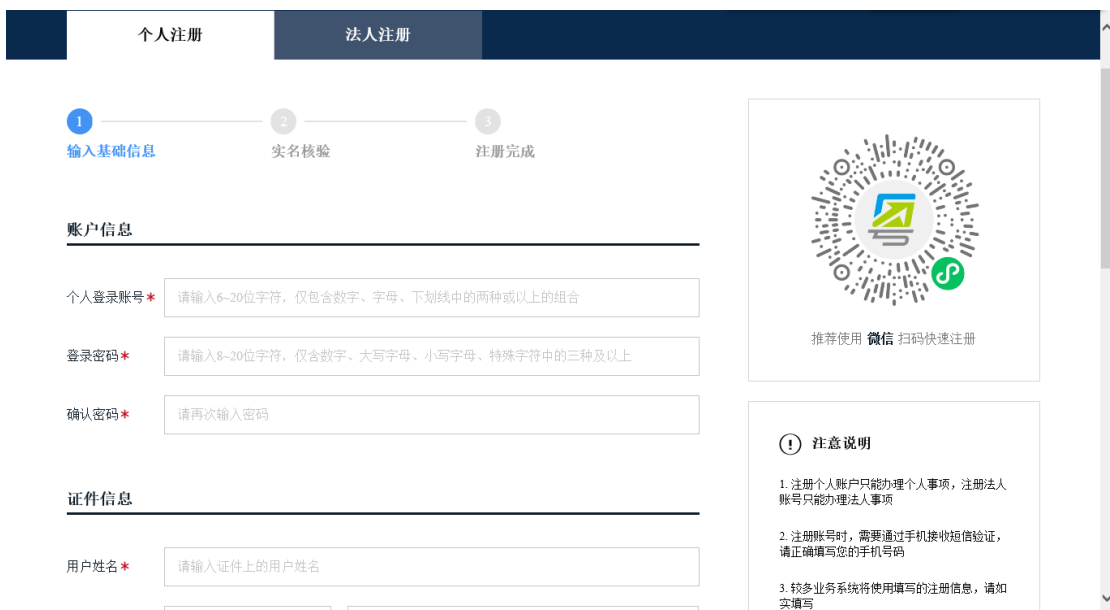 个人注册
法人注册
1
2
3
输入基础信息
实名核验
注册完成
账户信息
个人登录账号*
请输入6~20位字符，仅包含数字、字母、下划线中的两种或以上的组合
登录密码*
请输入8~20位字符，仅含数字、大写字母、小写字母、特殊字符中的三种及以上
确认密码*
请再次输入密码
证件信息
用户姓名*
请输入证件上的用户姓名
推荐使用 微信 扫码快速注册
注意说明
1. 注册个人账户只能办理个人事项，注册法人
账号只能办理法人事项
2. 注册账号时，需要通过手机接收短信验证，
请正确填写您的手机号码
3. 较多业务系统将使用填写的注册信息，请如
实填写